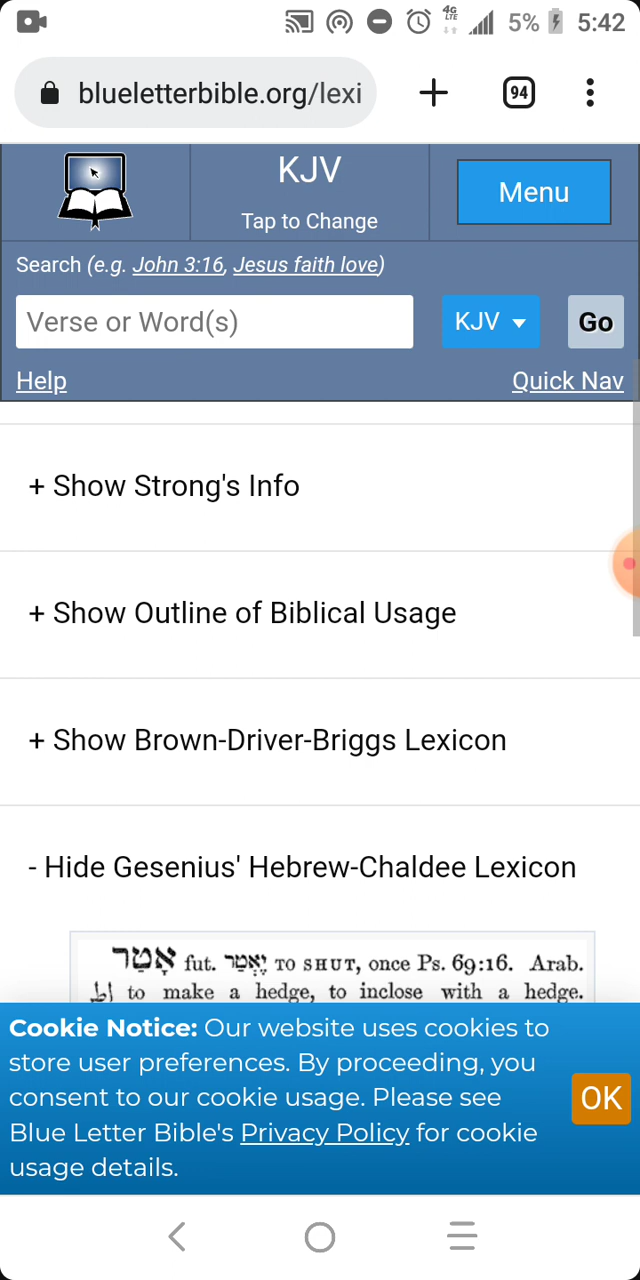 4G
LTE
5%
5:42
blueletterbible.org/lexi
94
KJV
Tap to Change
Menu
Search (e.g. John 3:16, Jesus faith love)
Verse or Word(s)
KJV
Go
Help
Quick Nav
+ Show Strong's Info
+ Show Outline of Biblical Usage
+ Show Brown-Driver-Briggs Lexicon
- Hide Gesenius' Hebrew-Chaldee Lexicon
אָטַר fut. יֶאְטַר TO SHUT, once Ps. 69:16. Arab.
to make a hedge, to inclose with a hedge.
Cookie Notice: Our website uses cookies to
store user preferences. By proceeding, you
consent to our cookie usage. Please see
Blue Letter Bible's Privacy Policy for cookie
usage details.
OK